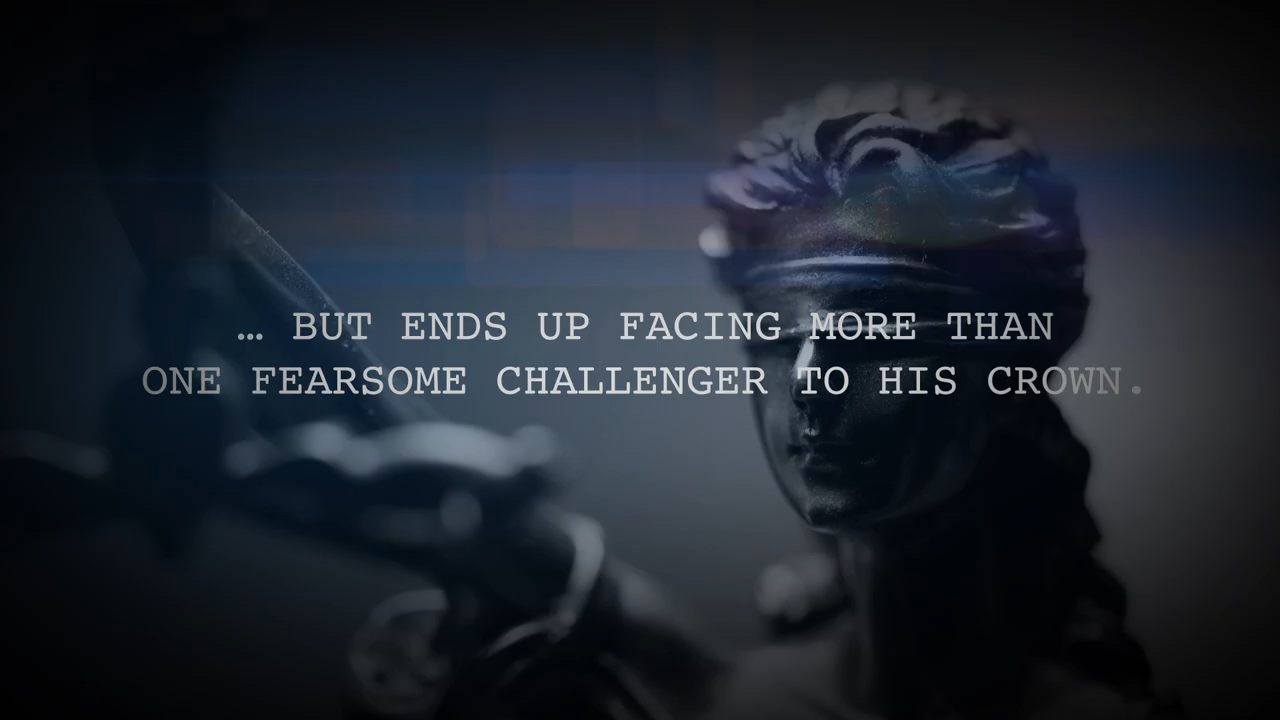 … BUT ENDS UP FACING MORE THAN
ONE FEARSOME CHALLENGER TO HIS CROWN.